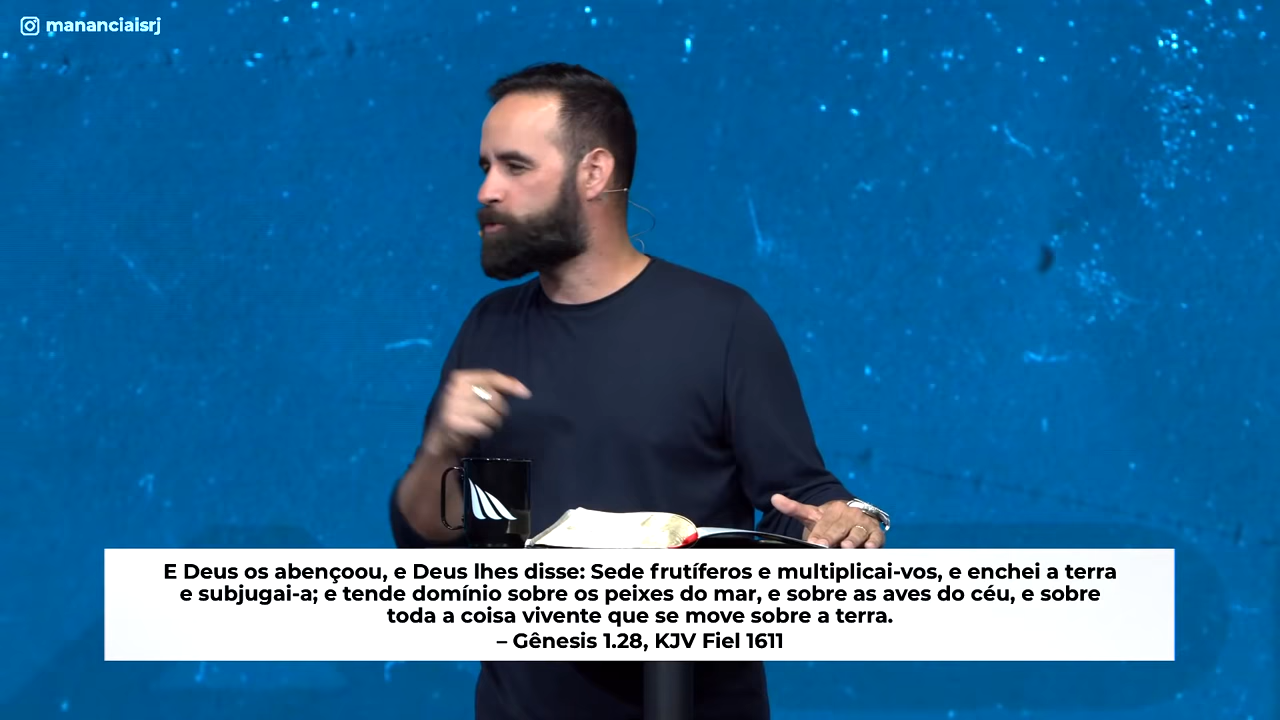 mananciaisrj
E Deus os abençoou, e Deus lhes disse: Sede frutíferos e multiplicai-vos, e enchei a terra
e subjugai-a; e tende domínio sobre os peixes do mar, e sobre as aves do céu, e sobre
toda a coisa vivente que se move sobre a terra.
– Gênesis 1.28, KJV Fiel 1611